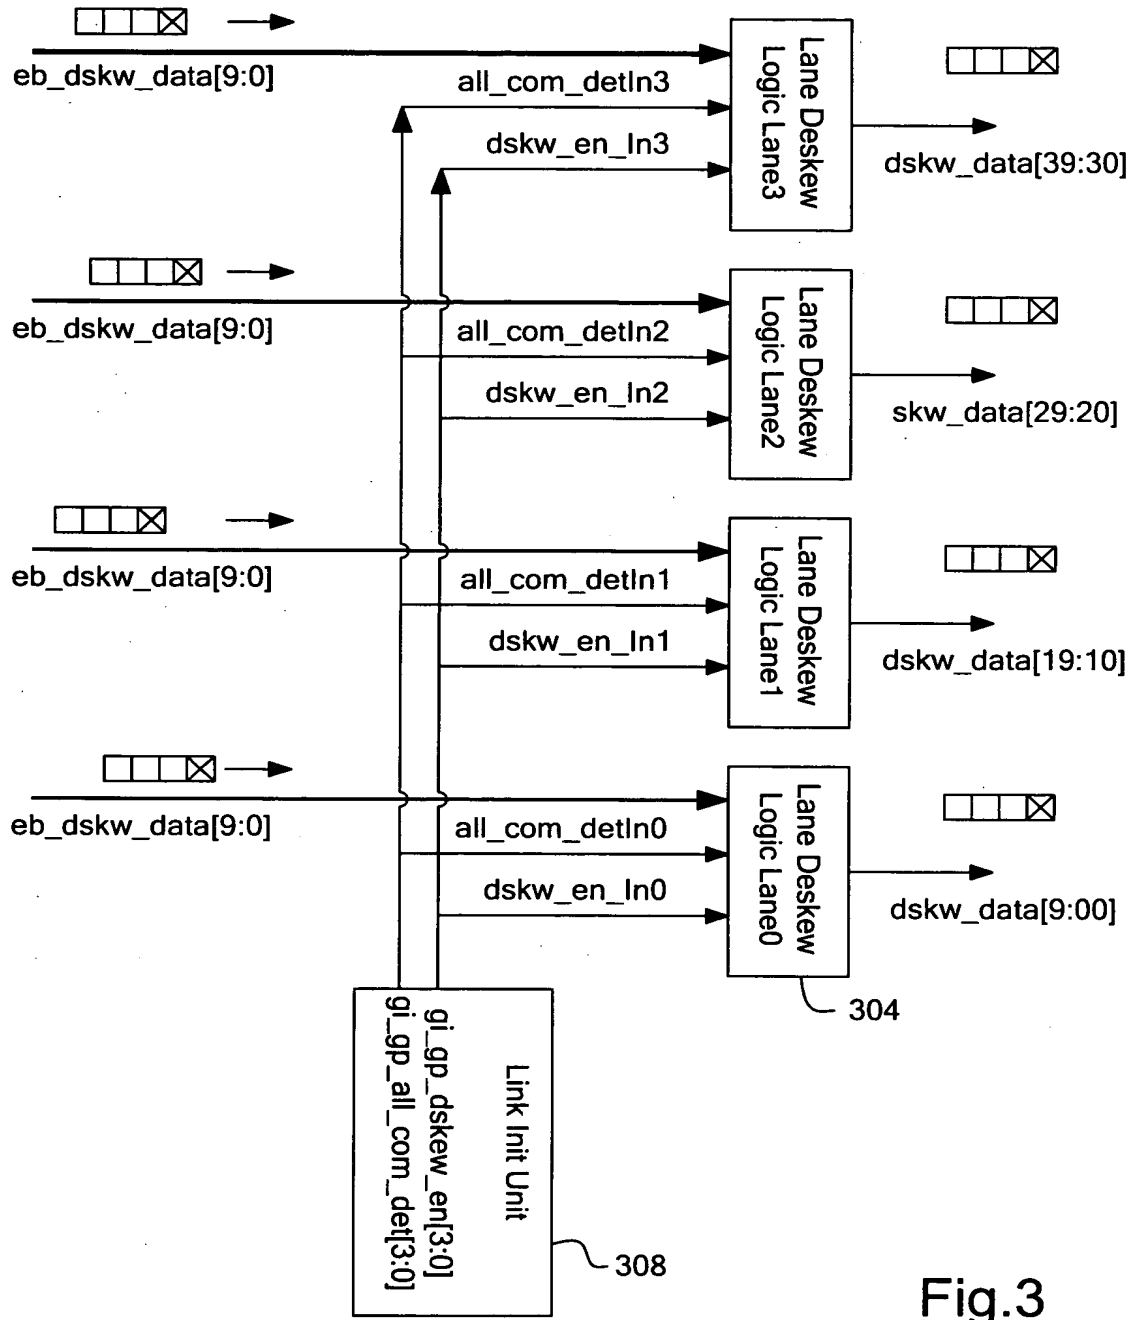 eb_dskw_data[9:0]
all_com_detln3
dskw_en_ln3
Lane Deskew
Logic Lane3
dskw_data[39:30]
eb_dskw_data[9:0]
all_com_detln2
dskw_en_ln2
Lane Deskew
Logic Lane2
skw_data[29:20]
eb_dskw_data[9:0]
all_com_detln1
dskw_en_ln1
Lane Deskew
Logic Lane1
dskw_data[19:10]
eb_dskw_data[9:0]
all_com_detln0
dskw_en_ln0
Lane Deskew
Logic Lane0
dskw_data[9:00]
304
Link Init Unit
gi_gp_dskew_en[3:0]
gi_gp_all_com_det[3:0]
308
Fig.3